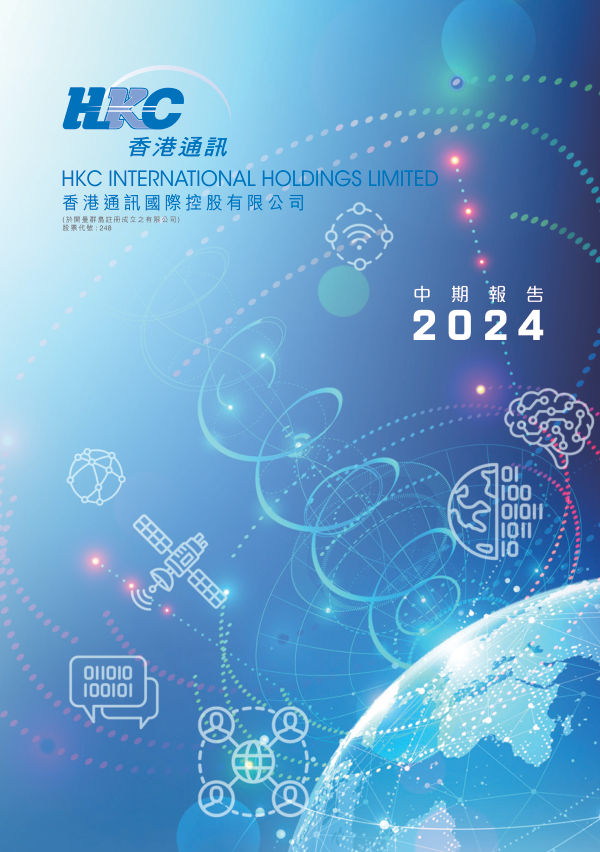 HKC
香港通訊
HKC INTERNATIONAL HOLDINGS LIMITED
香港通訊國際控股有限公司
(於開曼群島註冊成立之有限公司)
股票代號 : 248
中期報告
2024
01
100
01011
1011
10
011010
100101